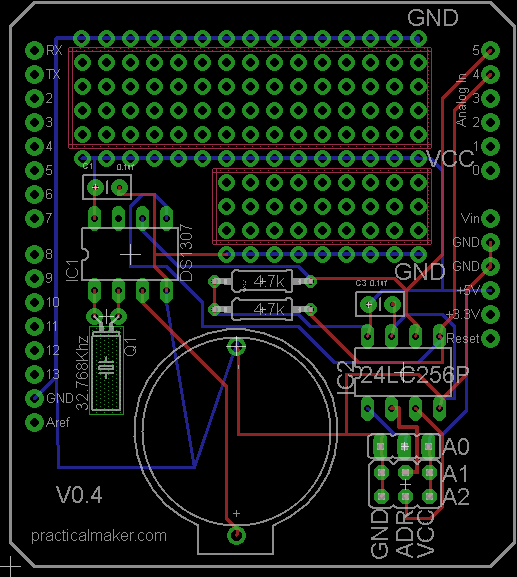 GND
RX
TX
2
3
4
5
6
7
8
9
10
11
12
13
GND
Aref
5
4
3
2
1
0
Analog In
VCC
C1
0.1uf
IC1
DS1307
Vin
GND
GND
+5V
+3.3V
Reset
GND
4.7k
4.7k
C3 0.1uf
32.768Khz
Q1
IC2
24LC256P
A0
A1
A2
GND
ADR
VCC
V0.4
practicalmaker.com